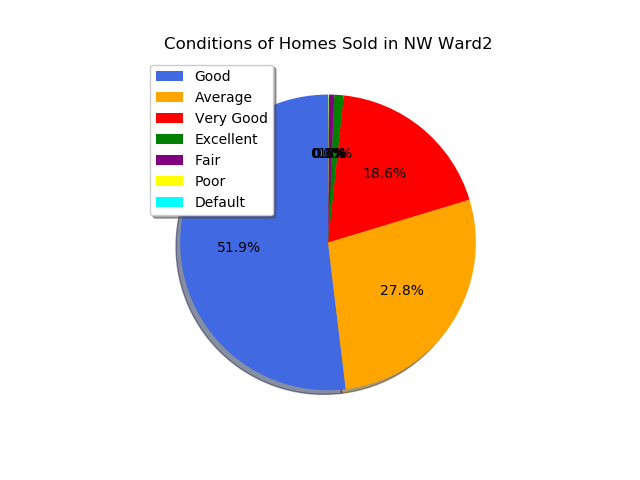 Conditions of Homes Sold in NW Ward2
Good
Average
Very Good
Excellent
Fair
Poor
Default
18.6%
51.9%
27.8%